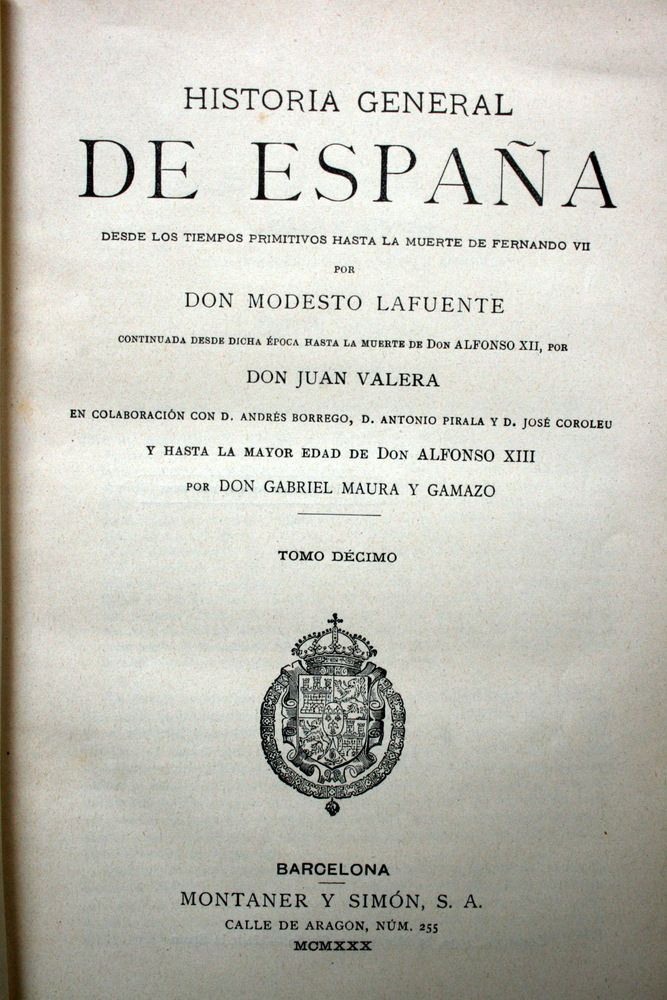 HISTORIA GENERAL
DE ESPAÑA
DESDE LOS TIEMPOS PRIMITIVOS HASTA LA MUERTE DE FERNANDO VII
POR
DON MODESTO LAFUENTE
CONTINUADA DESDE DICHA ÉPOCA HASTA LA MUERTE DE DON ALFONSO XII, POR
DON JUAN VALERA
EN COLABORACIÓN CON D. ANDRÉS BORREGO, D. ANTONIO PIRALA Y D. JOSÉ COROLEU
Y HASTA LA MAYOR EDAD DE DON ALFONSO XIII
POR DON GABRIEL MAURA Y GAMAZO
TOMO DÉCIMO
BARCELONA
MONTANER Y SIMÓN, S. A.
CALLE DE ARAGON, NÚM. 255
MCMXXX